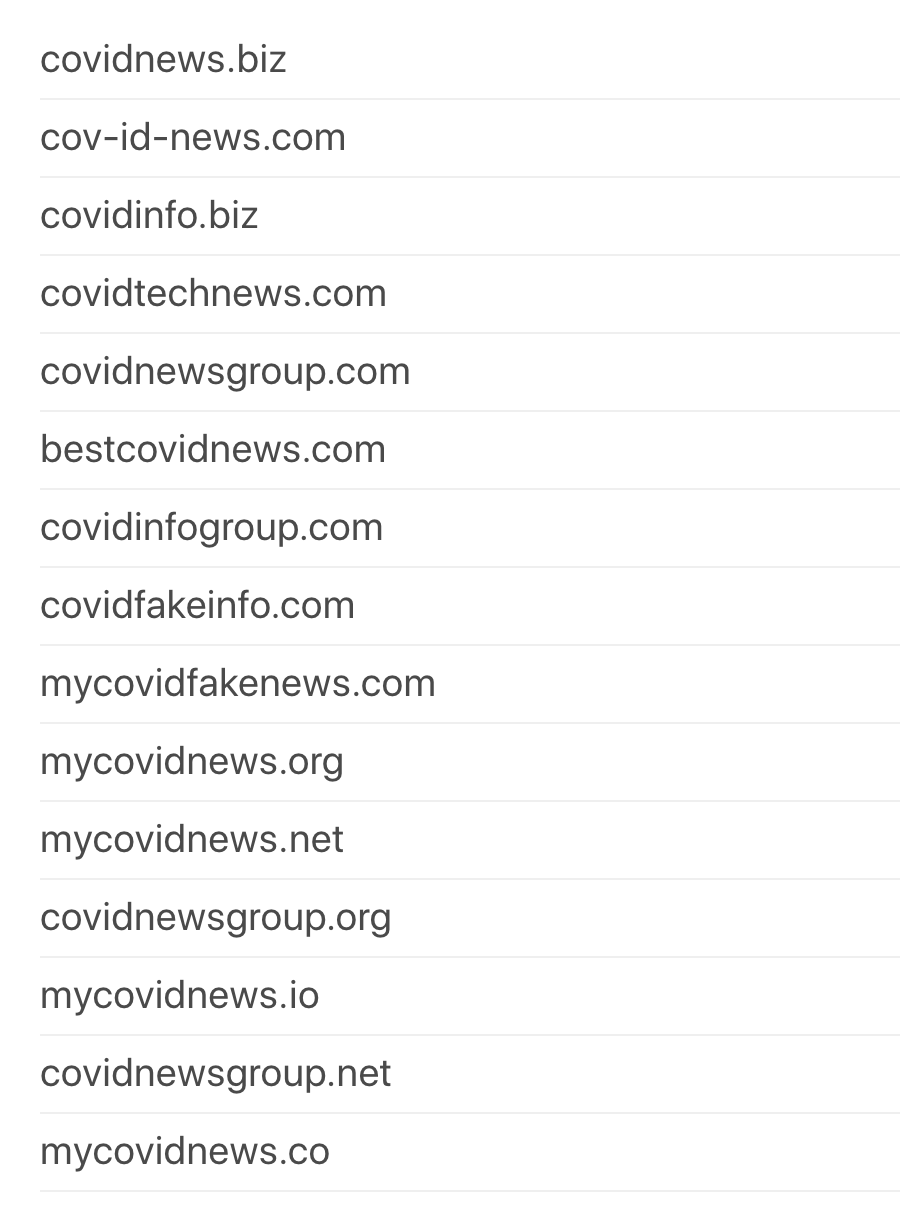 covidnews.biz
cov-id-news.com
covidinfo.biz
covidtechnews.com
covidnewsgroup.com
bestcovidnews.com
covidinfogroup.com
covidfakeinfo.com
mycovidfakenews.com
mycovidnews.org
mycovidnews.net
covidnewsgroup.org
mycovidnews.io
covidnewsgroup.net
mycovidnews.co